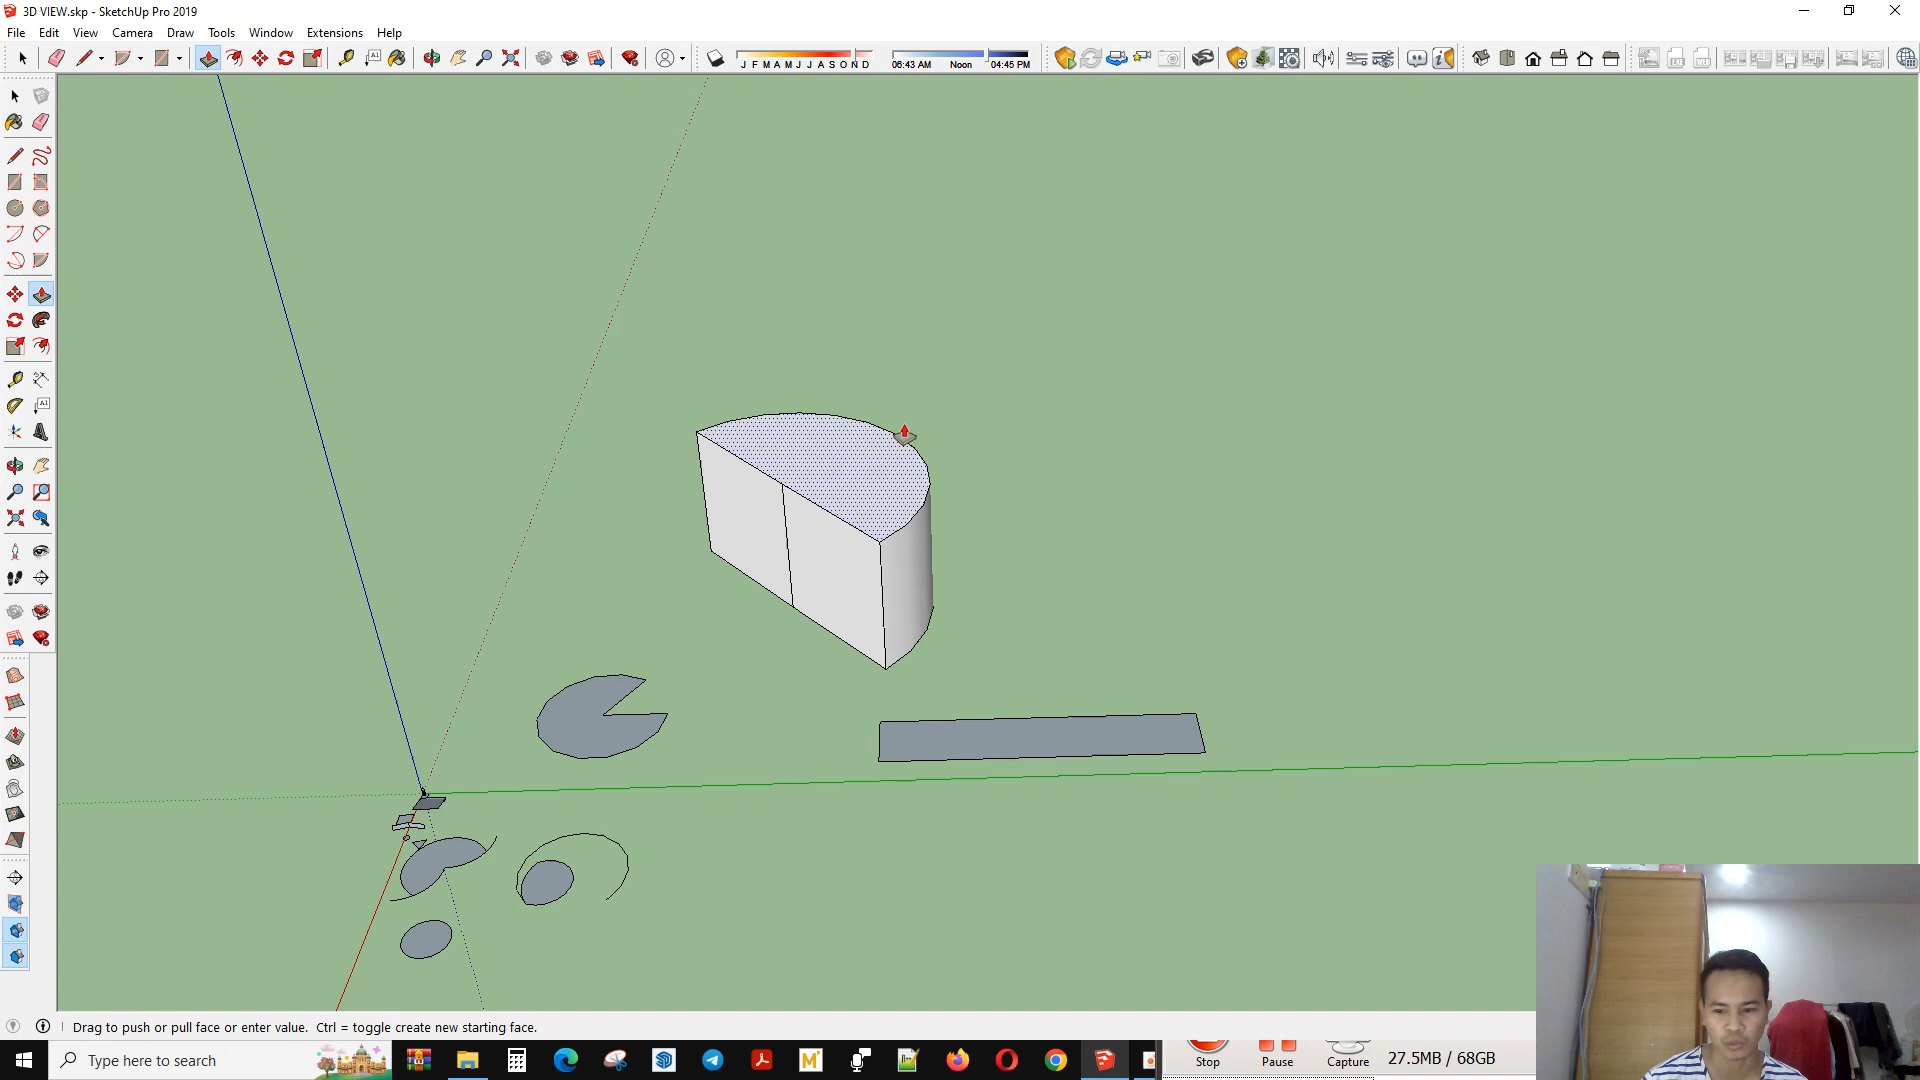 3D VIEW.skp - SketchUp Pro 2019
File Edit View Camera Draw Tools Window Extensions Help
J F M A M J J A S O N D
06:43 AM Noon 04:45 PM
A1
A1
Drag to push or pull face or enter value. Ctrl = toggle create new starting face.
Type here to search
Stop Pause Capture 27.5MB / 68GB